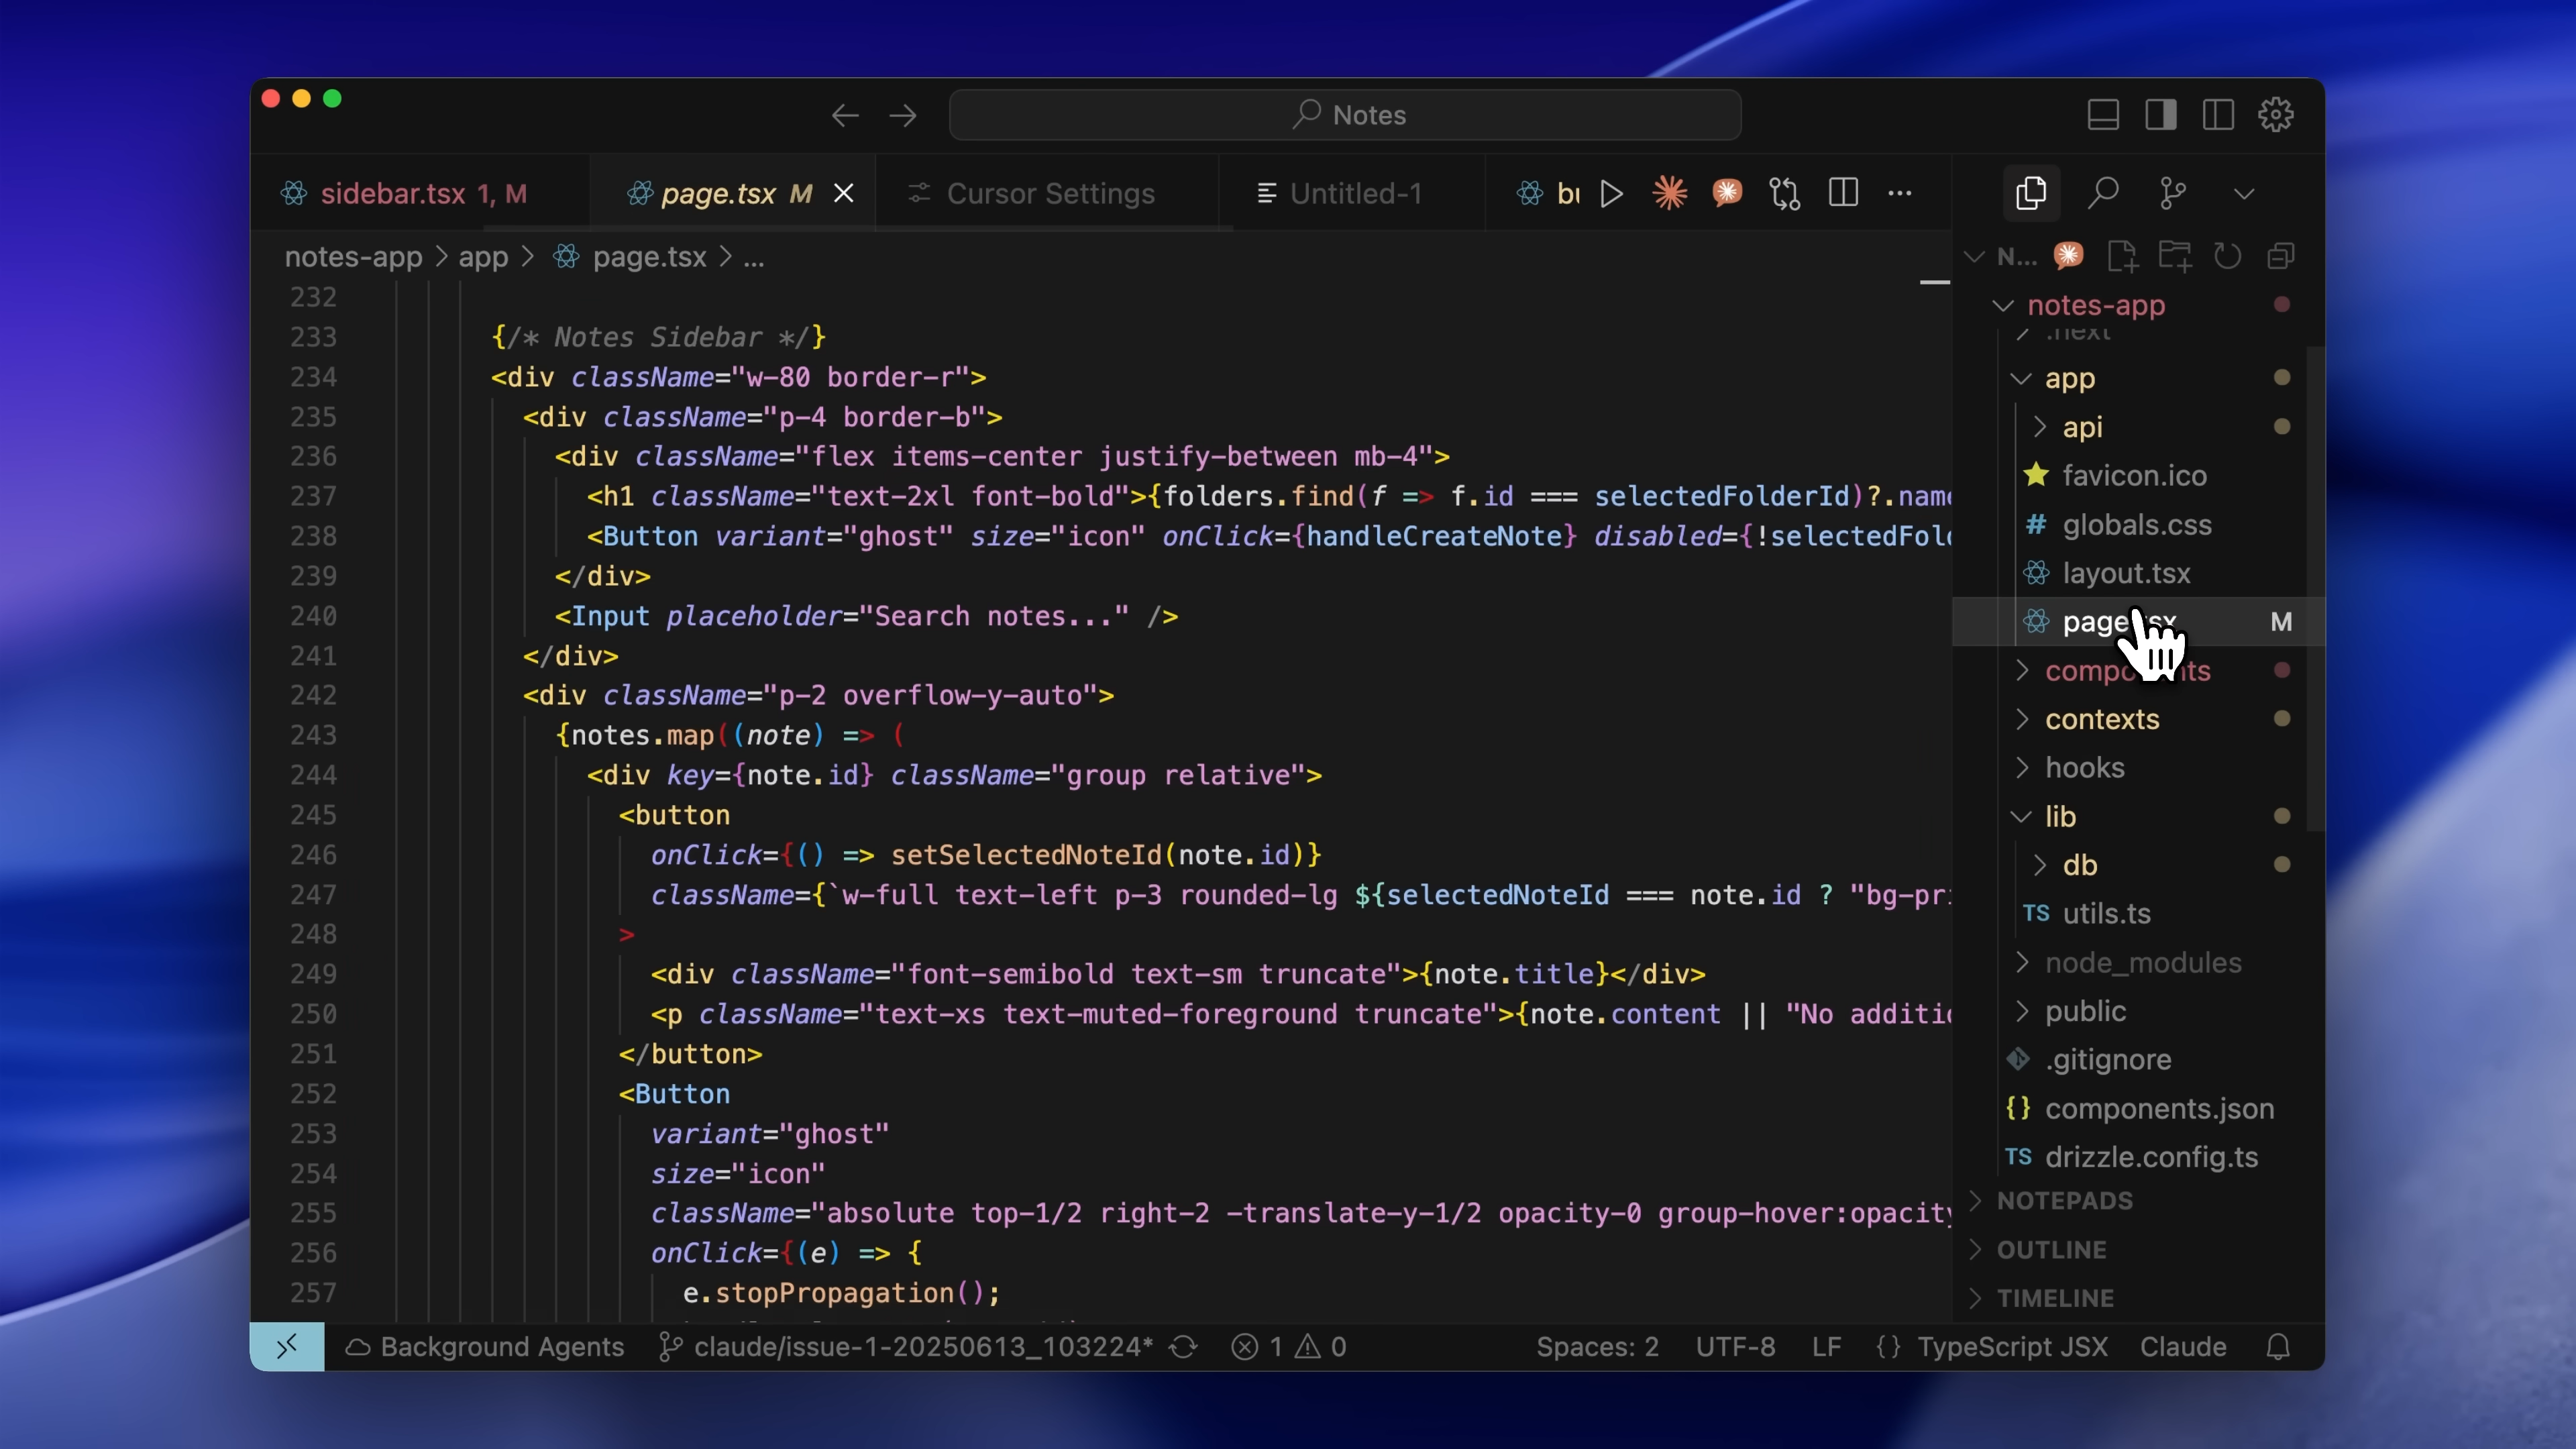 Notes
sidebar.tsx 1, M
page.tsx M
Cursor Settings
Untitled-1
notes-app > app > page.tsx > ...
232
233 {/* Notes Sidebar */}
234 <div className="w-80 border-r">
235 <div className="p-4 border-b">
236 <div className="flex items-center justify-between mb-4">
237 <h1 className="text-2xl font-bold">{folders.find(f => f.id === selectedFolderId)?.name
238 <Button variant="ghost" size="icon" onClick={handleCreateNote} disabled={!selectedFol
239 </div>
240 <Input placeholder="Search notes..." />
241 </div>
242 <div className="p-2 overflow-y-auto">
243 {notes.map((note) => (
244 <div key={note.id} className="group relative">
245 <button
246 onClick={() => setSelectedNoteId(note.id)}
247 className={`w-full text-left p-3 rounded-lg ${selectedNoteId === note.id ? "bg-pri
248 >
249 <div className="font-semibold text-sm truncate">{note.title}</div>
250 <p className="text-xs text-muted-foreground truncate">{note.content || "No additi
251 </button>
252 <Button
253 variant="ghost"
254 size="icon"
255 className="absolute top-1/2 right-2 -translate-y-1/2 opacity-0 group-hover:opacity
256 onClick={(e) => {
257 e.stopPropagation();
N...
notes-app
.next
app
api
favicon.ico
globals.css
layout.tsx
page.tsx M
components
contexts
hooks
lib
db
TS utils.ts
node_modules
public
.gitignore
{} components.json
TS drizzle.config.ts
NOTEPADS
OUTLINE
TIMELINE
Background Agents claude/issue-1-20250613_103224* 1 0 Spaces: 2 UTF-8 LF {} TypeScript JSX Claude